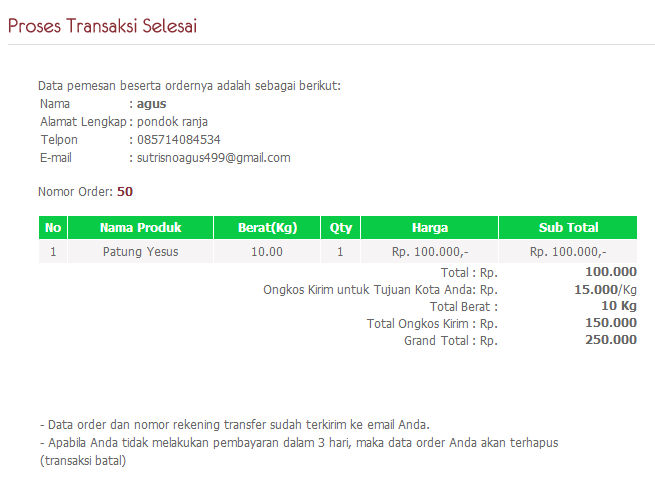 Proses Transaksi Selesai
Data pemesan beserta ordernya adalah sebagai berikut:
Nama : agus
Alamat Lengkap : pondok ranja
Telpon : 085714084534
E-mail : sutrisnoagus499@gmail.com
Nomor Order: 50
No Nama Produk Berat(Kg) Qty Harga Sub Total
1 Patung Yesus 10.00 1 Rp. 100.000,- Rp. 100.000,-
Total : Rp. 100.000
Ongkos Kirim untuk Tujuan Kota Anda: Rp. 15.000/Kg
Total Berat : 10 Kg
Total Ongkos Kirim : Rp. 150.000
Grand Total : Rp. 250.000
- Data order dan nomor rekening transfer sudah terkirim ke email Anda.
- Apabila Anda tidak melakukan pembayaran dalam 3 hari, maka data order Anda akan terhapus
(transaksi batal)